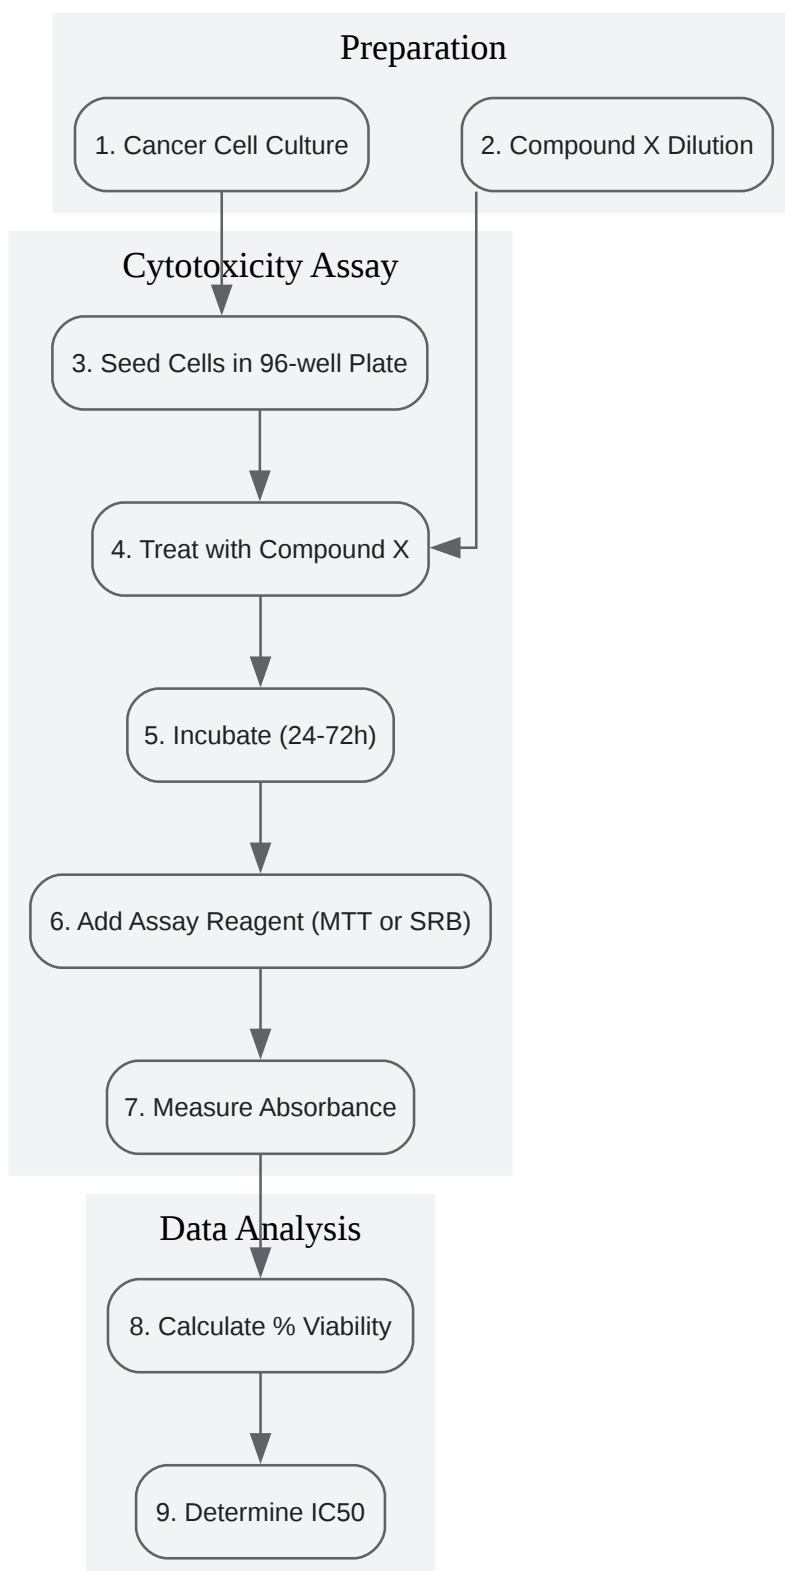 Preparation
1. Cancer Cell Culture
2. Compound X Dilution
Cytotoxicity Assay
3. Seed Cells in 96-well Plate
4. Treat with Compound X
5. Incubate (24-72h)
6. Add Assay Reagent (MTT or SRB)
7. Measure Absorbance
Data Analysis
8. Calculate % Viability
9. Determine IC50